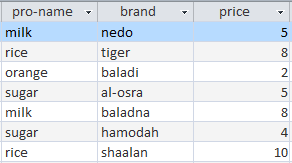 pro-name brand price
milk nedo 5
rice tiger 8
orange baladi 2
sugar al-osra 5
milk baladna 8
sugar hamodah 4
rice shaalan 10